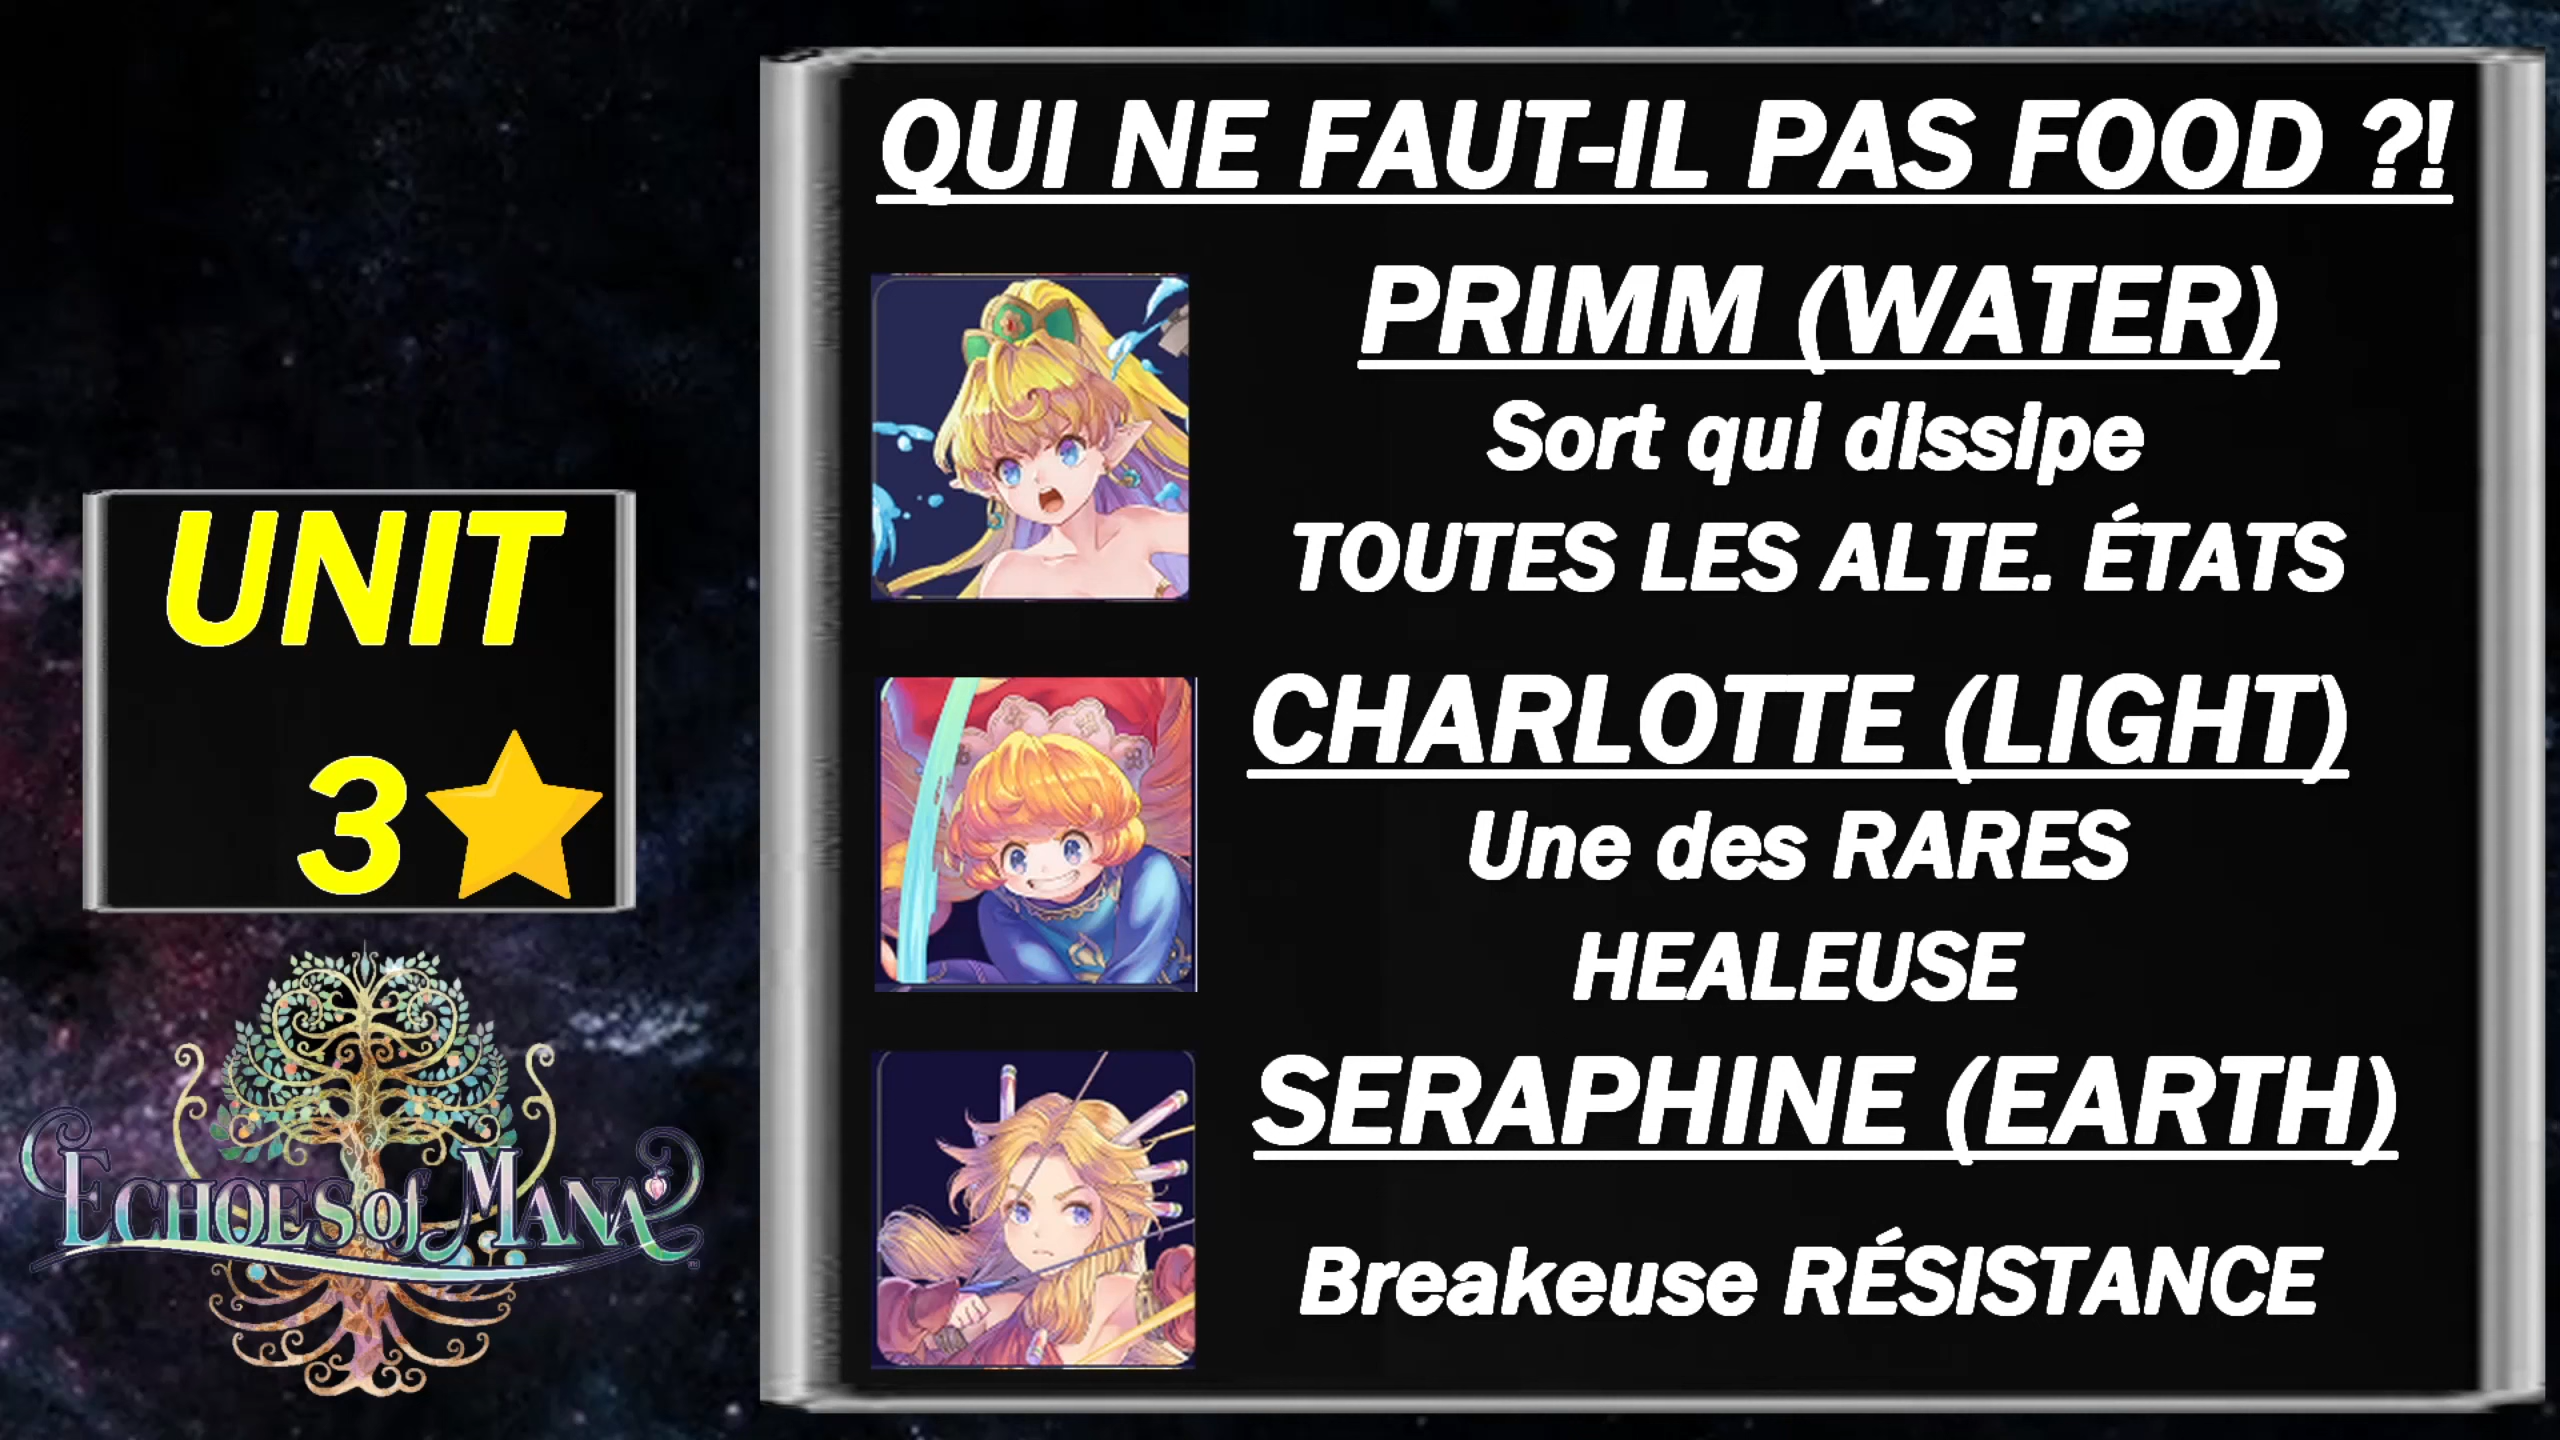 QUI NE FAUT-IL PAS FOOD ?!
PRIMM (WATER)
Sort qui dissipe
TOUTES LES ALTE. ÉTATS
UNIT
3
CHARLOTTE (LIGHT)
Une des RARES
HEALEUSE
SERAPHINE (EARTH)
Breakeuse RÉSISTANCE
ECHOES of MANA